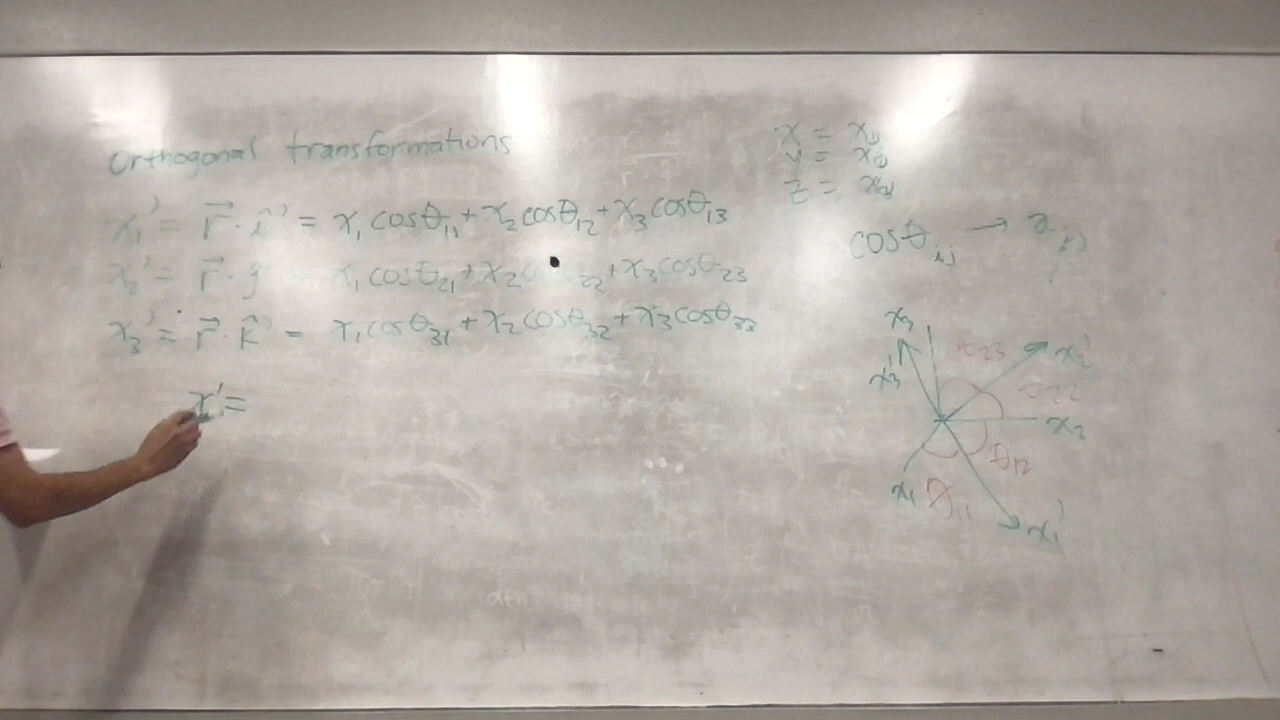 Orthogonal transformations
x₁' = r⃗ · î' = x₁ cosθ₁₁ + x₂ cosθ₁₂ + x₃ cosθ₁₃
x₂' = r⃗ · j x₁ cosθ₂₁ + x₂ ₂₂ + x₃ cosθ₂₃
x₃' = r⃗ · k̂' = x₁ cosθ₃₁ + x₂ cosθ₃₂ + x₃ cosθ₃₃
x' =
x = x₁
y = x₂
z = x₃
cosθᵢⱼ →
x₃
x₃'
θ₂₃
x₂'
θ₂₂
x₂
θ₁₂
x₁
θ₁₁
x₁'